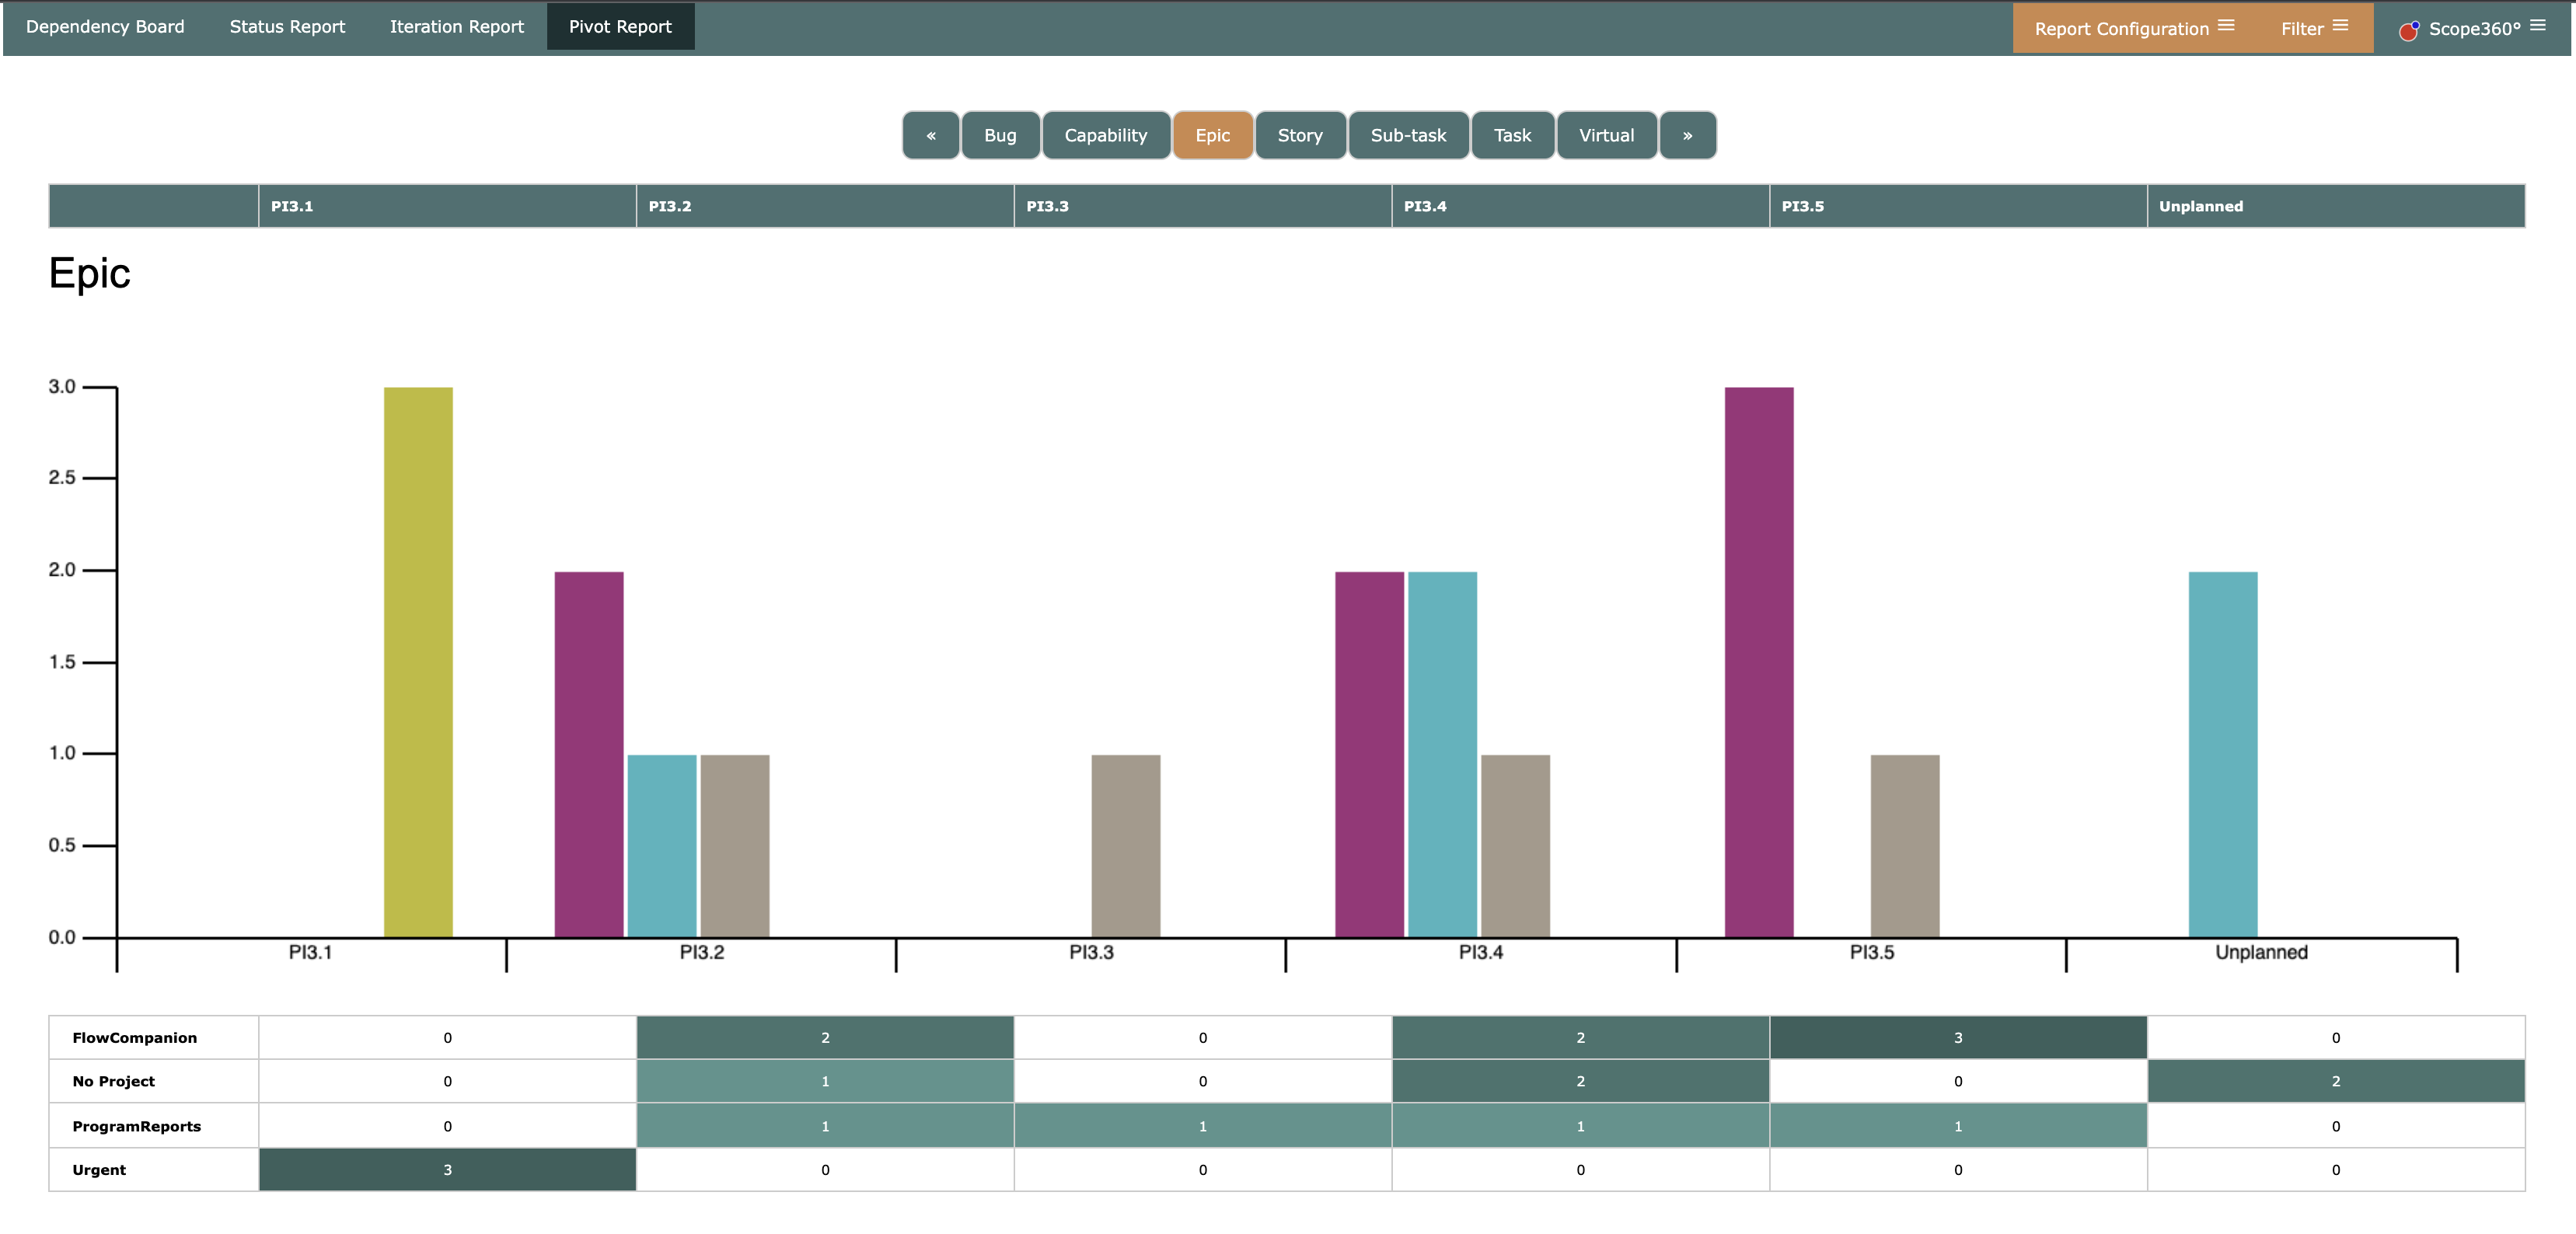 Dependency Board Status Report Iteration Report Pivot Report Report Configuration Filter Scope360°
« Bug Capability Epic Story Sub-task Task Virtual »
PI3.1 PI3.2 PI3.3 PI3.4 PI3.5 Unplanned
Epic
3.0
2.5
2.0
1.5
1.0
0.5
0.0
PI3.1 PI3.2 PI3.3 PI3.4 PI3.5 Unplanned
FlowCompanion 0 2 0 2 3 0
No Project 0 1 0 2 0 2
ProgramReports 0 1 1 1 1 0
Urgent 3 0 0 0 0 0